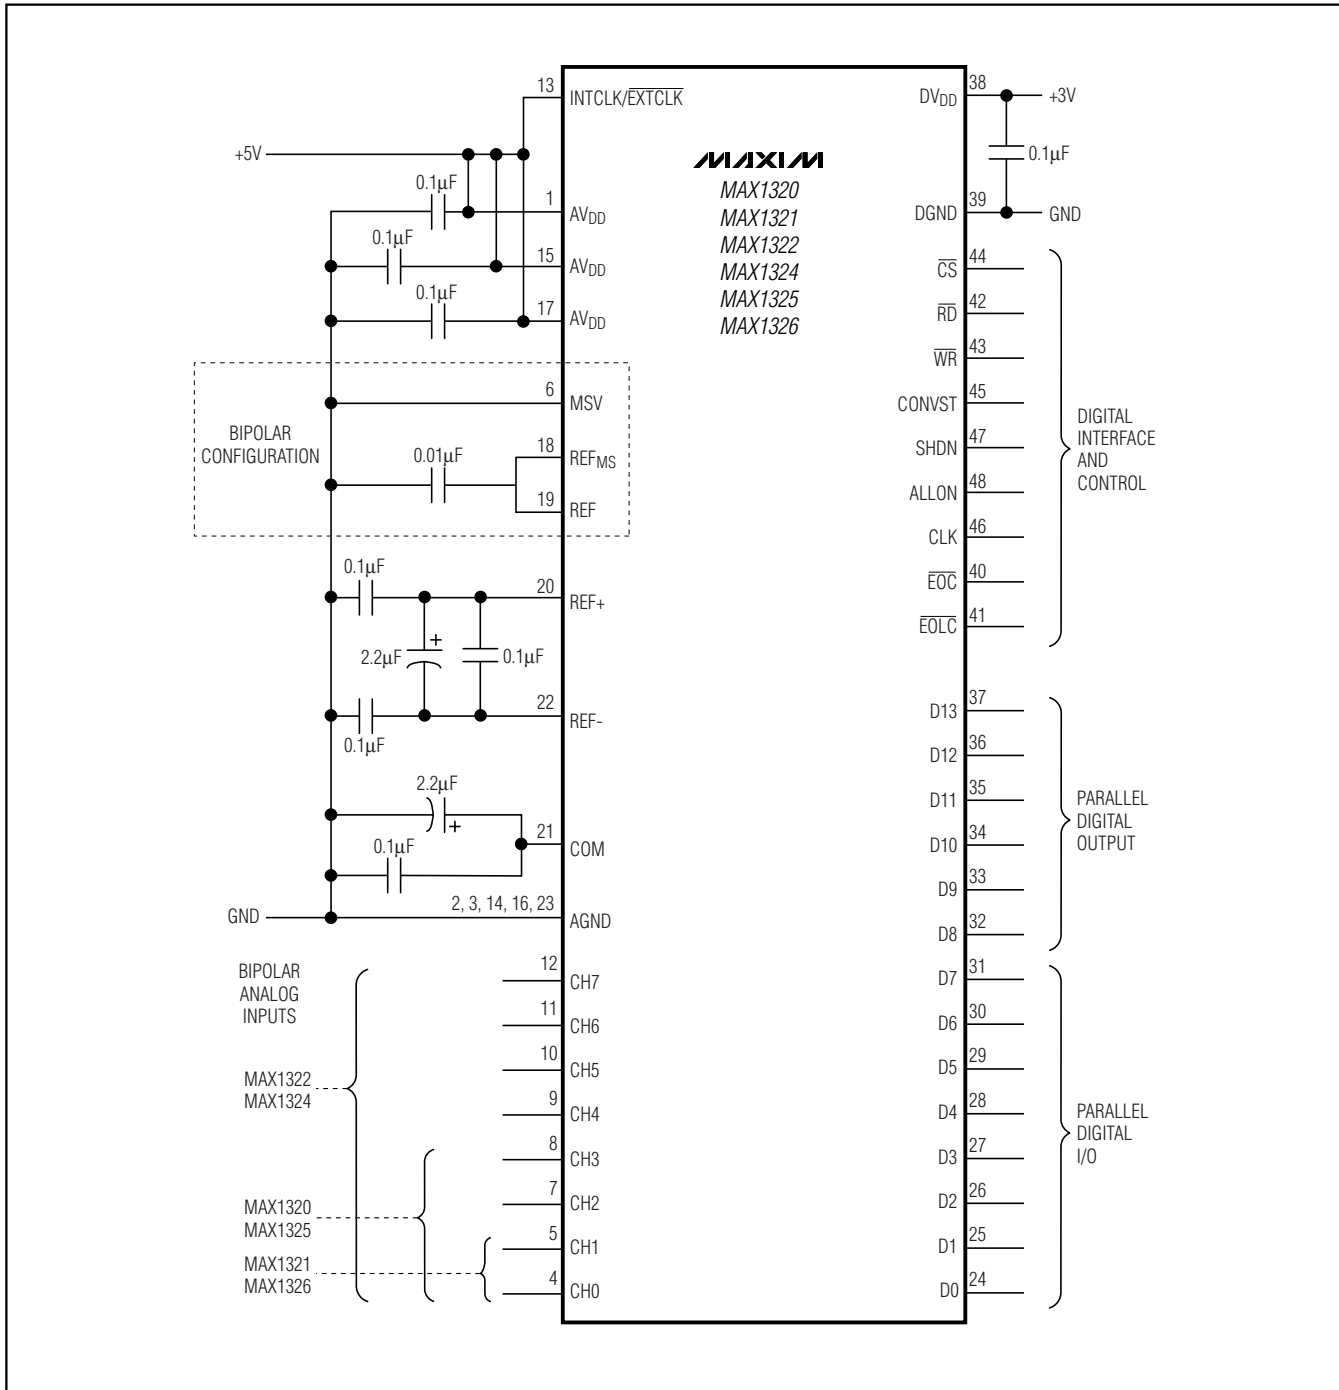 13
INTCLK/EXTCLK
+5V
0.1µF
1
AVDD
0.1µF
15
AVDD
0.1µF
17
AVDD
6
MSV
BIPOLAR
CONFIGURATION
18
REFMS
0.01µF
19
REF
0.1µF
20
REF+
+
2.2µF
0.1µF
22
REF-
0.1µF
2.2µF
+
21
COM
0.1µF
2, 3, 14, 16, 23
GND
AGND
BIPOLAR
ANALOG
INPUTS
12
CH7
11
CH6
10
CH5
MAX1322
MAX1324
9
CH4
8
CH3
7
CH2
MAX1320
MAX1325
5
CH1
MAX1321
MAX1326
4
CH0
MAXIM
MAX1320
MAX1321
MAX1322
MAX1324
MAX1325
MAX1326
DVDD
38
+3V
0.1µF
DGND
39
GND
CS
44
RD
42
WR
43
CONVST
45
SHDN
47
ALLON
48
CLK
46
EOC
40
EOLC
41
DIGITAL
INTERFACE
AND
CONTROL
D13
37
D12
36
D11
35
D10
34
D9
33
D8
32
PARALLEL
DIGITAL
OUTPUT
D7
31
D6
30
D5
29
D4
28
D3
27
D2
26
D1
25
D0
24
PARALLEL
DIGITAL
I/O